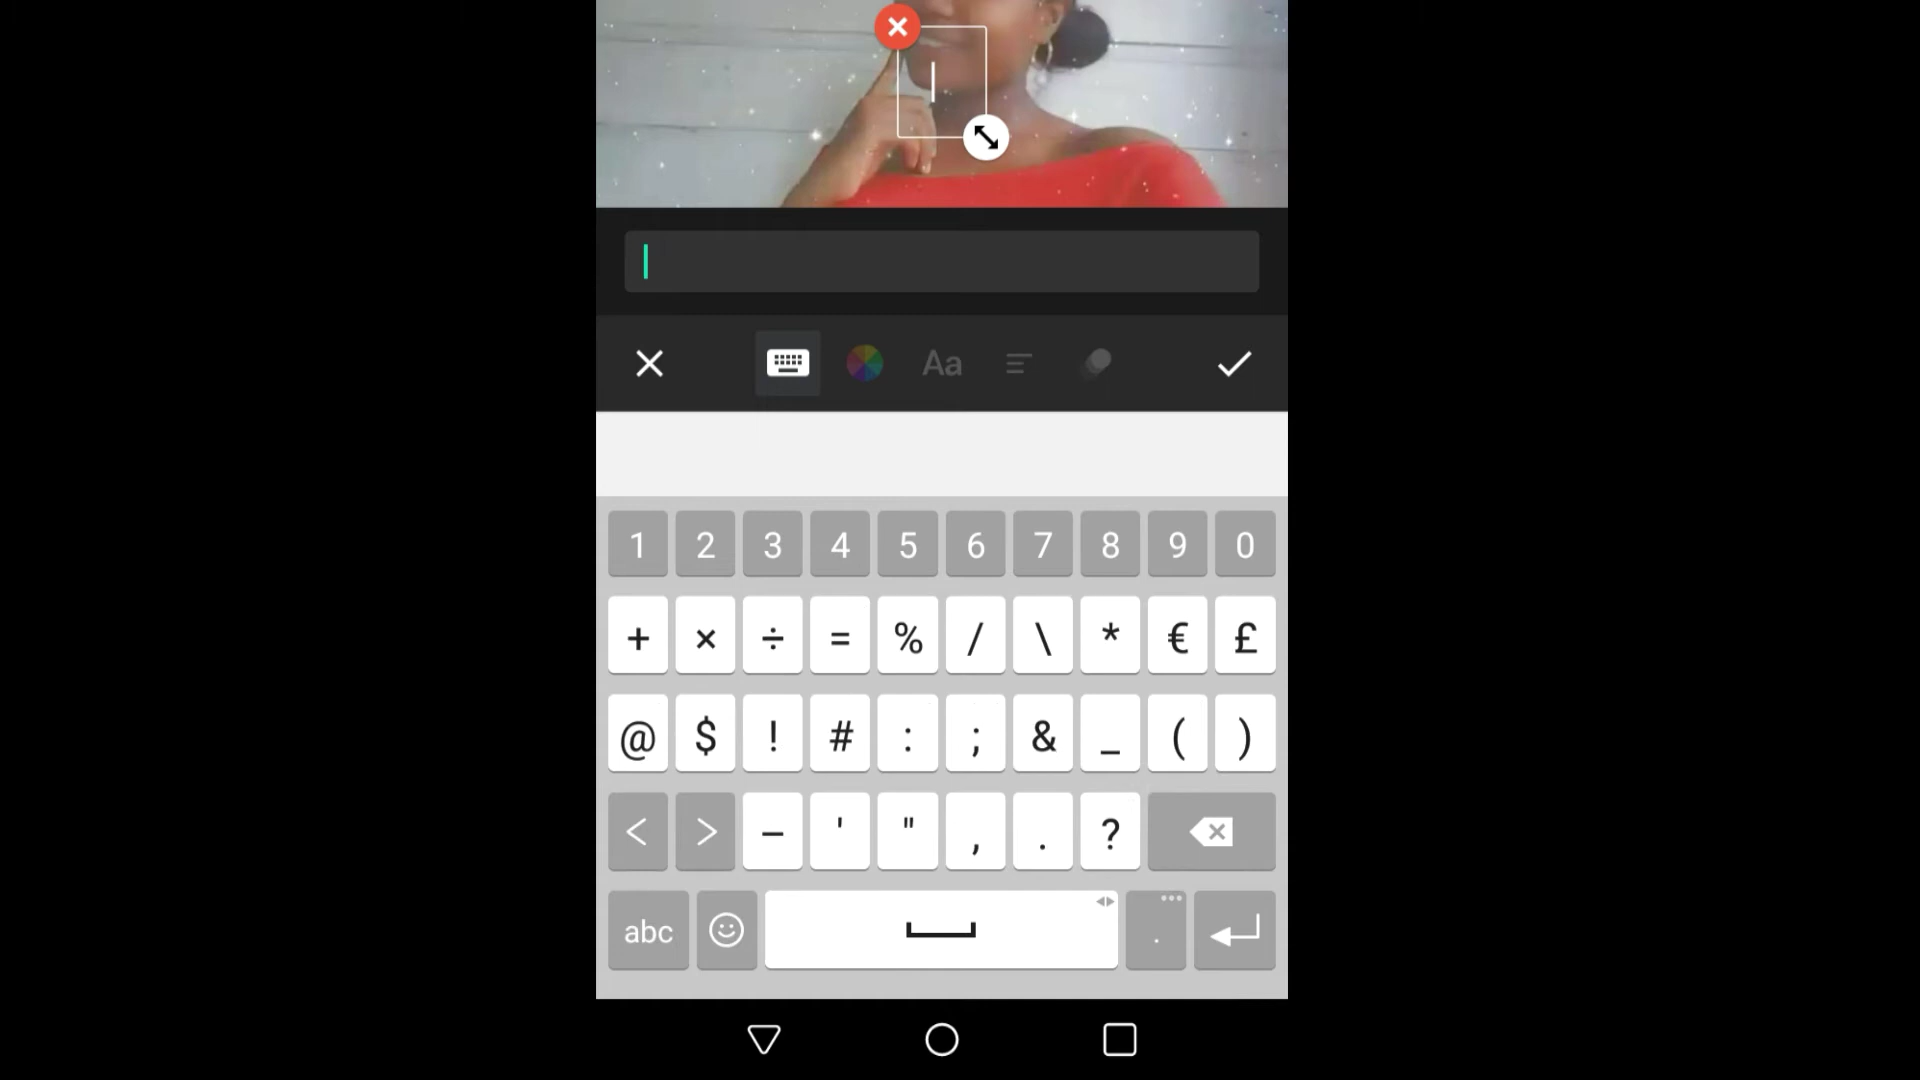 Aa
1 2 3 4 5 6 7 8 9 0
+ × ÷ = % / \ * € £
@ $ ! # : ; & _ ( )
< > – ' " , . ?
abc .